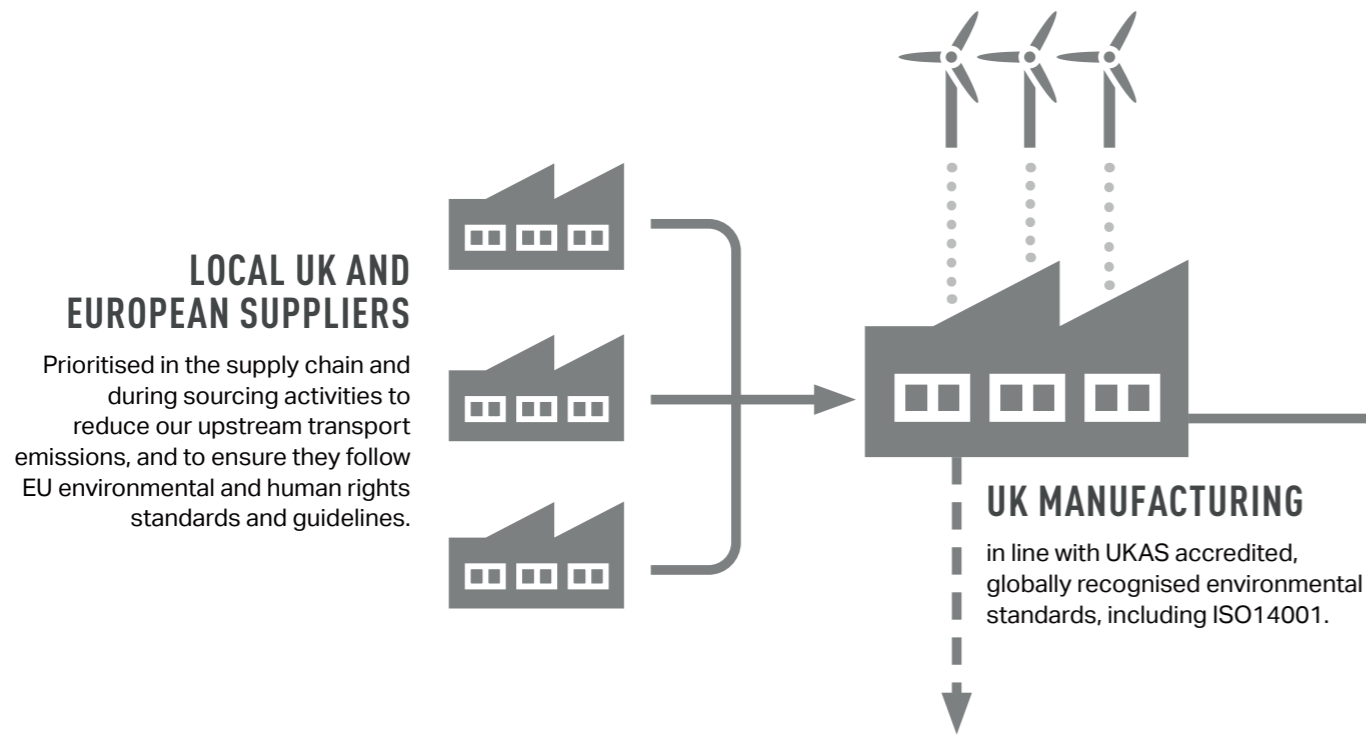 LOCAL UK AND
EUROPEAN SUPPLIERS
Prioritised in the supply chain and
during sourcing activities to
reduce our upstream transport
emissions, and to ensure they follow
EU environmental and human rights
standards and guidelines.
UK MANUFACTURING
in line with UKAS accredited,
globally recognised environmental
standards, including ISO14001.